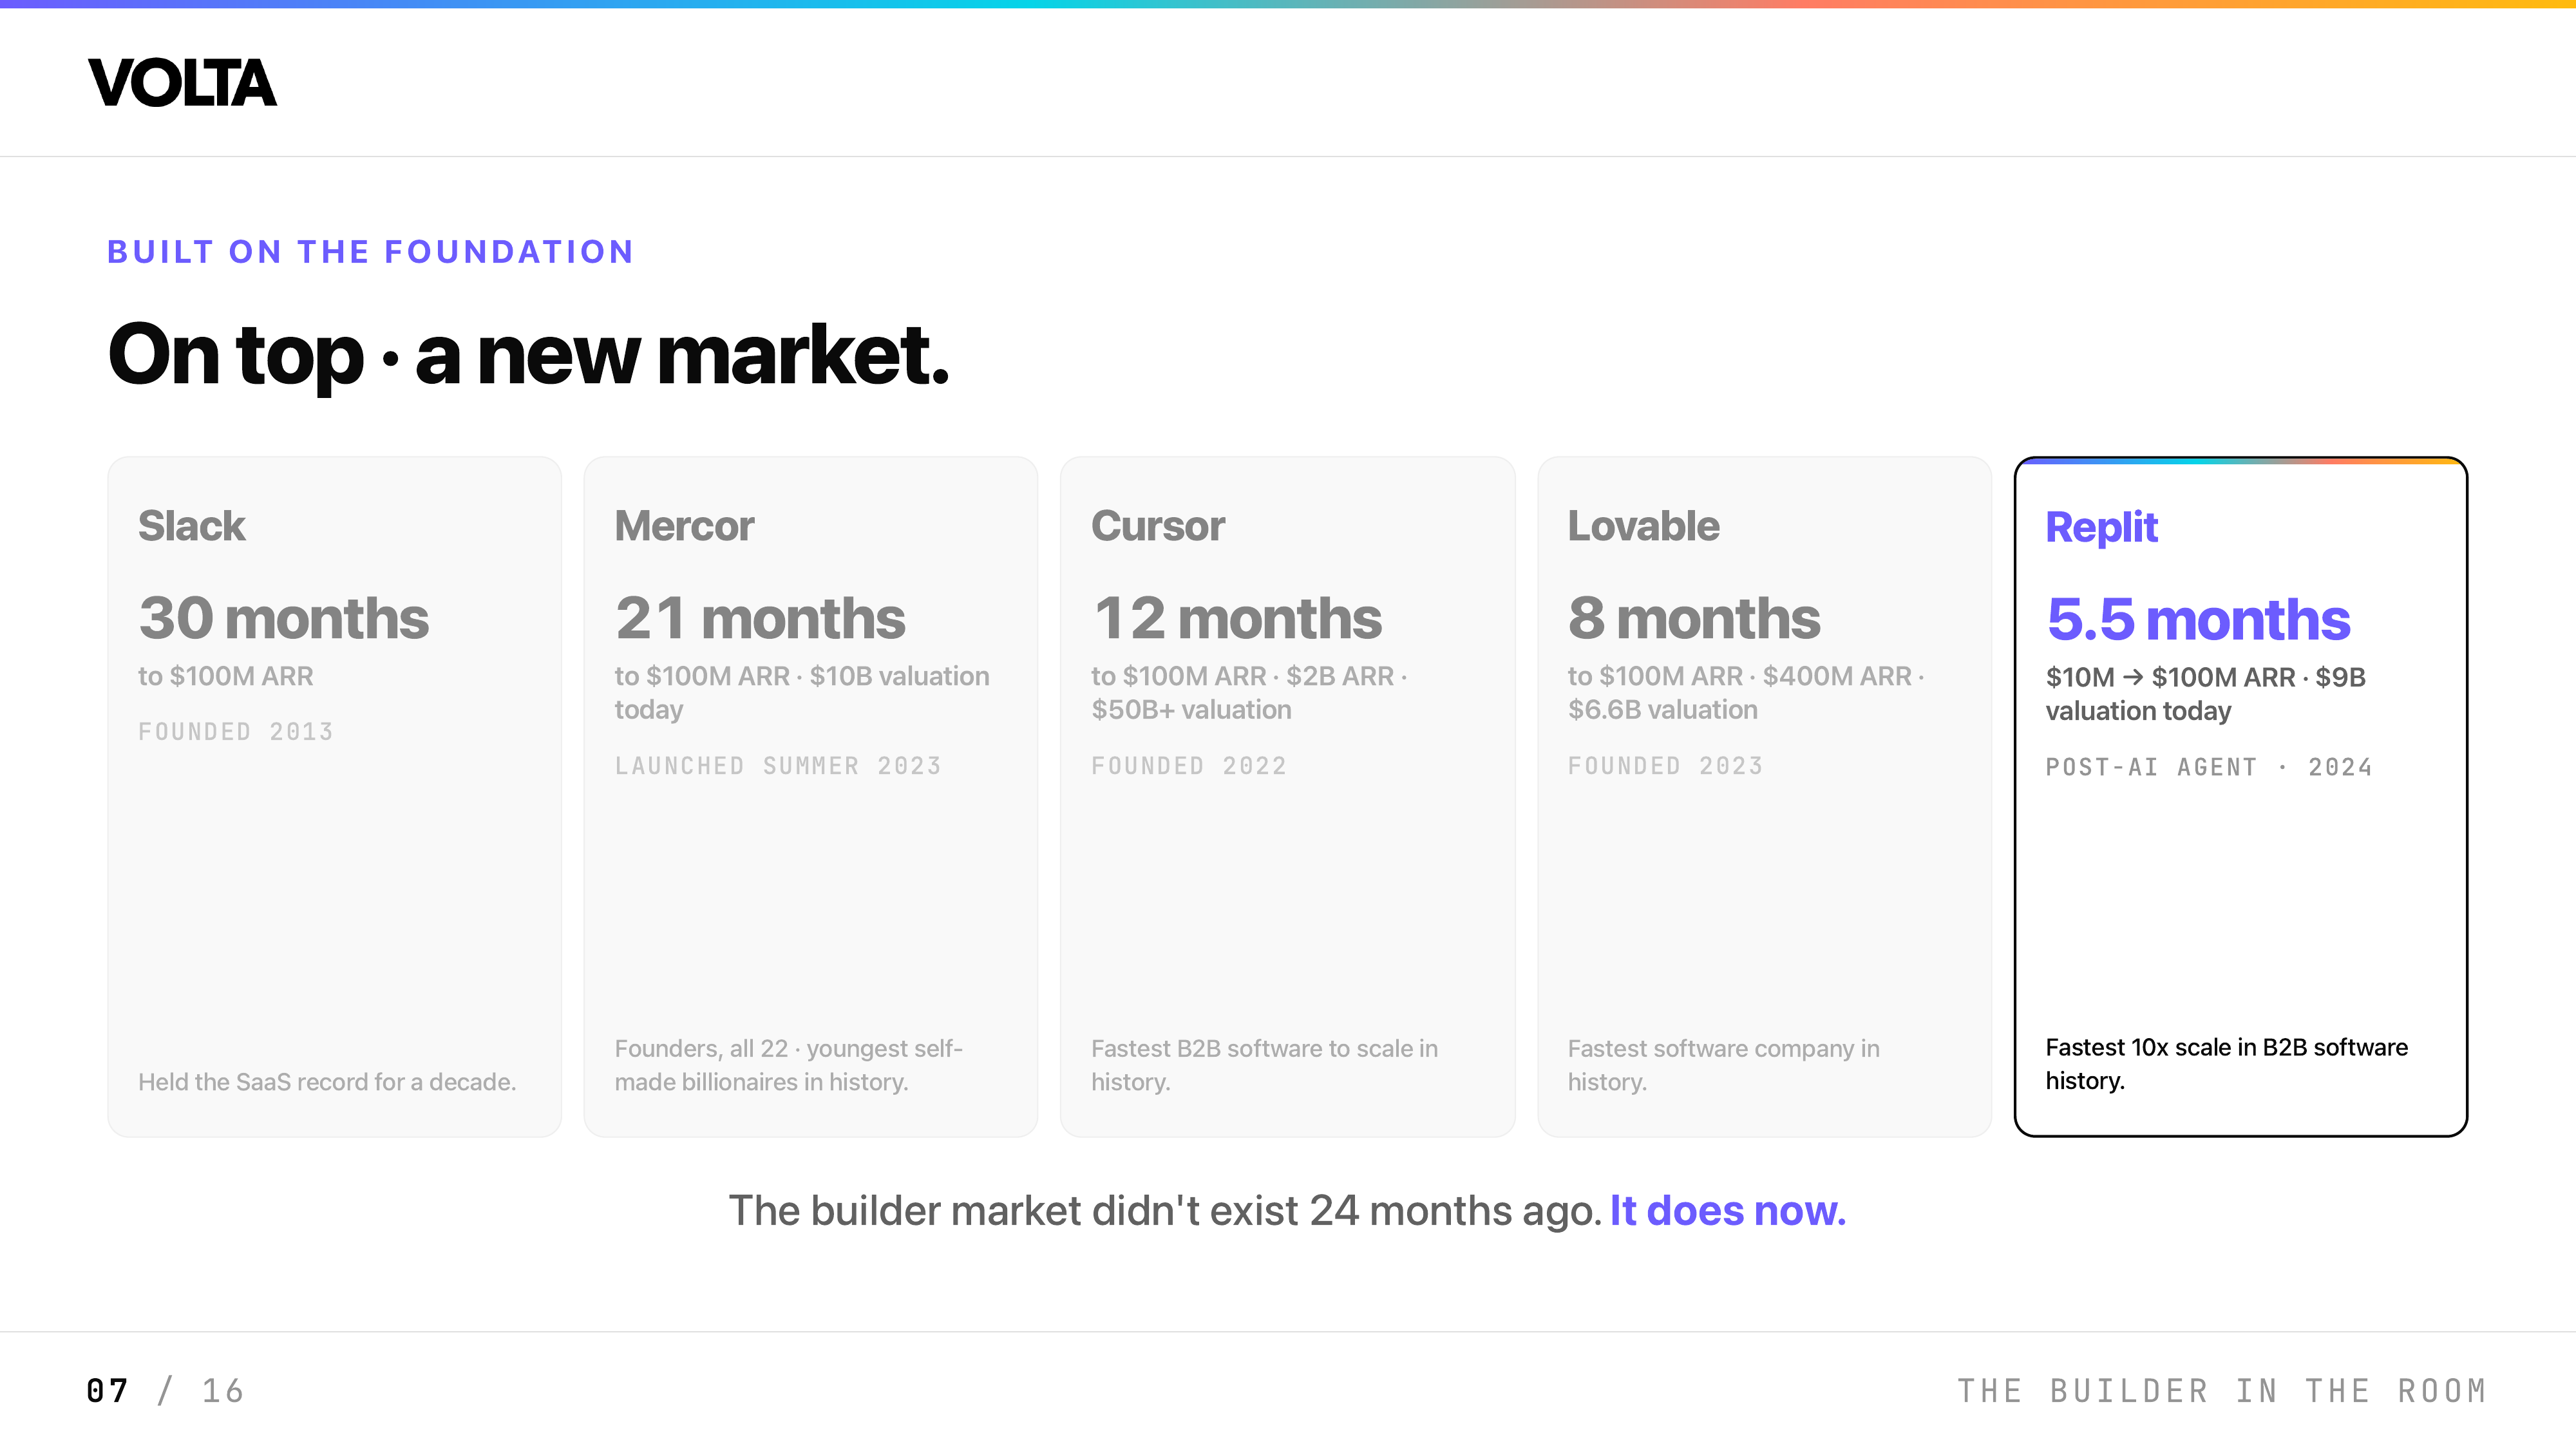 VOLTA
BUILT ON THE FOUNDATION
On top · a new market.
Slack
30 months
to $100M ARR
FOUNDED 2013
Held the SaaS record for a decade.
Mercor
21 months
to $100M ARR · $10B valuation
today
LAUNCHED SUMMER 2023
Founders, all 22 · youngest self-
made billionaires in history.
Cursor
12 months
to $100M ARR · $2B ARR ·
$50B+ valuation
FOUNDED 2022
Fastest B2B software to scale in
history.
Lovable
8 months
to $100M ARR · $400M ARR ·
$6.6B valuation
FOUNDED 2023
Fastest software company in
history.
Replit
5.5 months
$10M → $100M ARR · $9B
valuation today
POST-AI AGENT · 2024
Fastest 10x scale in B2B software
history.
The builder market didn't exist 24 months ago. It does now.
07 / 16
THE BUILDER IN THE ROOM